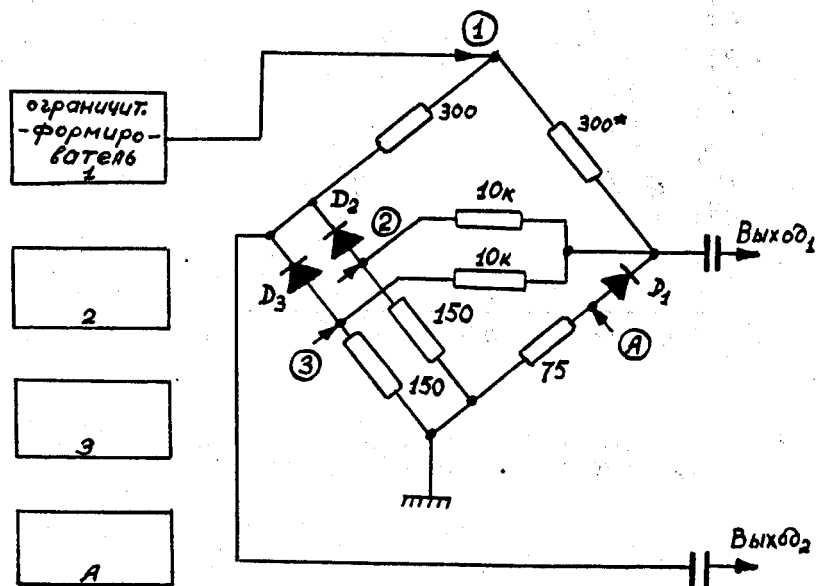 ограничит.
-формиро-
ватель
1
2
3
А
1
300
300*
D2
2
10к
10к
Выход1
D3
D1
150
3
150
75
А
Выход2